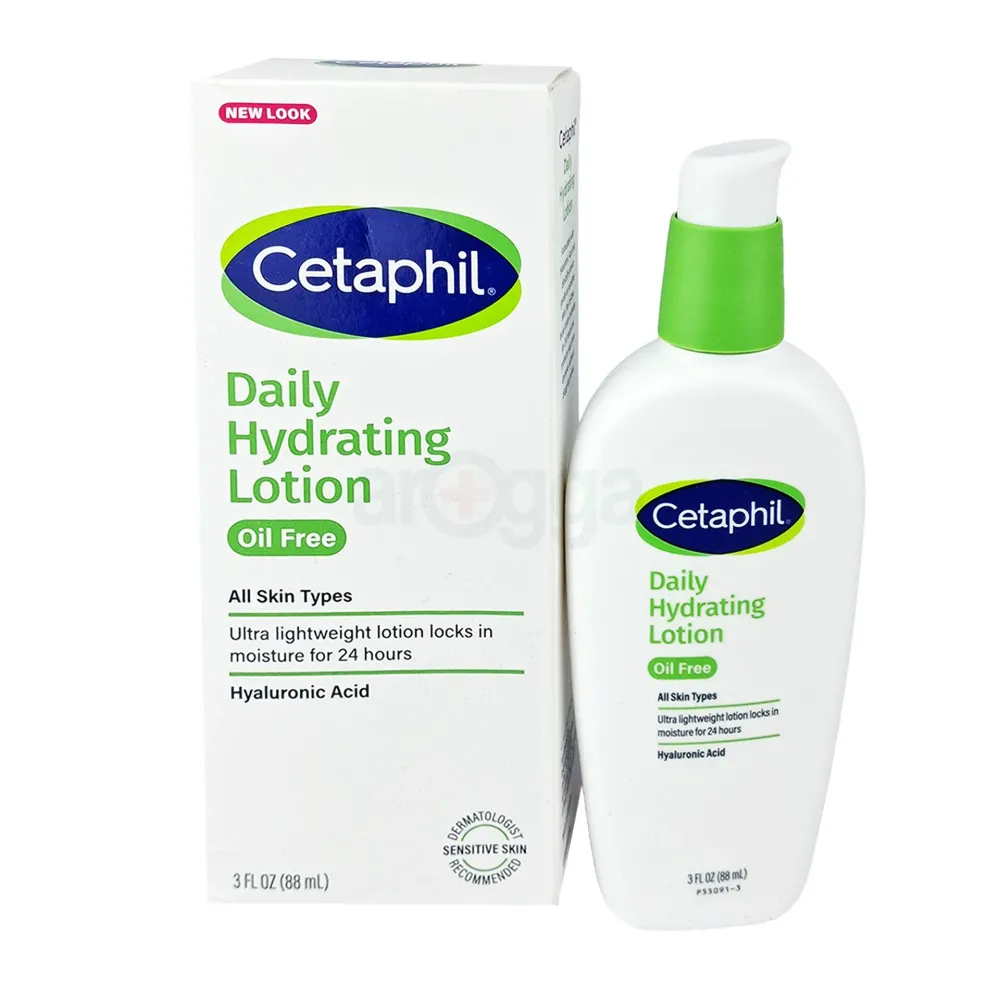 NEW LOOK
Cetaphil®
Daily
Hydrating
Lotion
Oil Free
All Skin Types
Ultra lightweight lotion locks in
moisture for 24 hours
Hyaluronic Acid
DERMATOLOGIST
SENSITIVE SKIN
RECOMMENDED
3 FL OZ (88 mL)
Cetaphil
Daily
Hydrating
Lotion
arogga
Cetaphil®
Daily
Hydrating
Lotion
Oil Free
All Skin Types
Ultra lightweight lotion locks in
moisture for 24 hours
Hyaluronic Acid
3 FL OZ (88 mL)
P55091-3